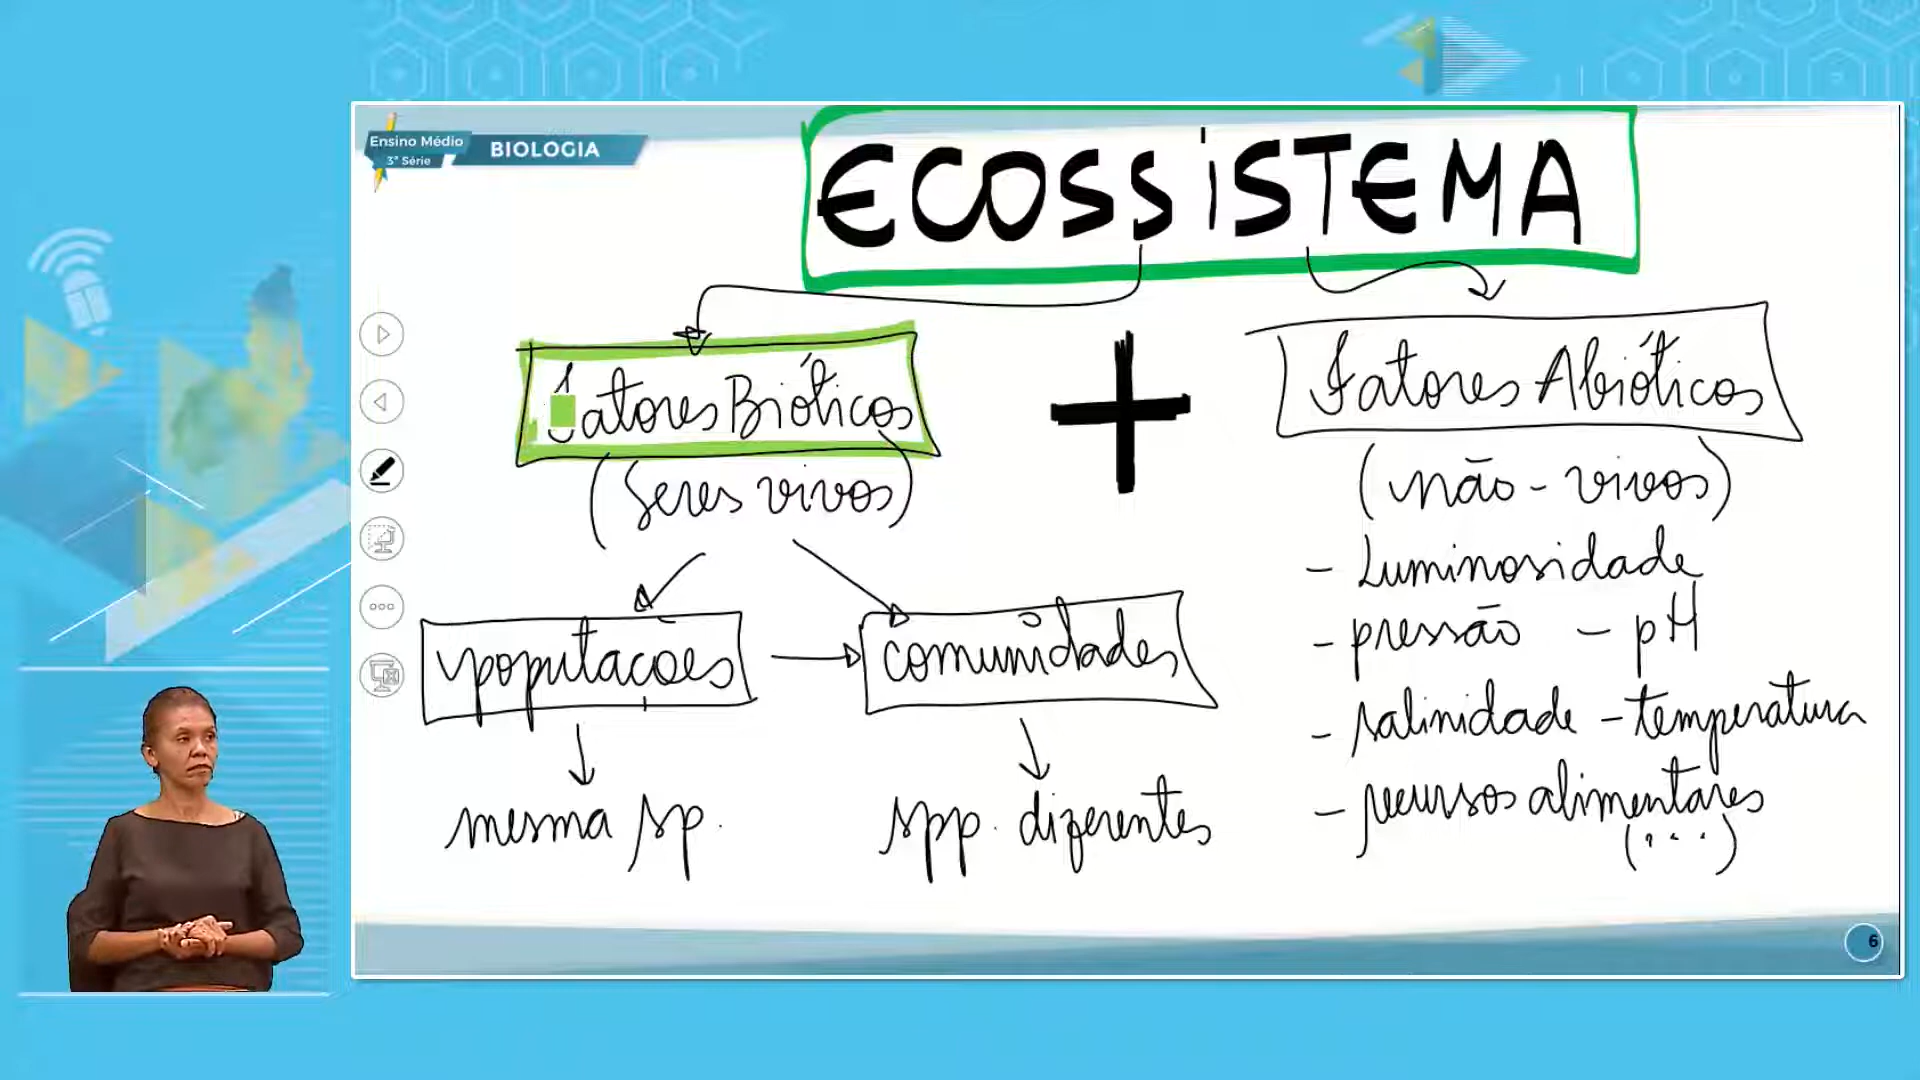 Ensino Médio
3ª Série
BIOLOGIA
ECOSSISTEMA
Fatores Bióticos
+
Fatores Abióticos
(seres vivos)
(não-vivos)
- Luminosidade
populações
comunidades
- pressão - pH
- salinidade - temperatura
mesma sp.
spp. diferentes
- recursos alimentares
(...)
6